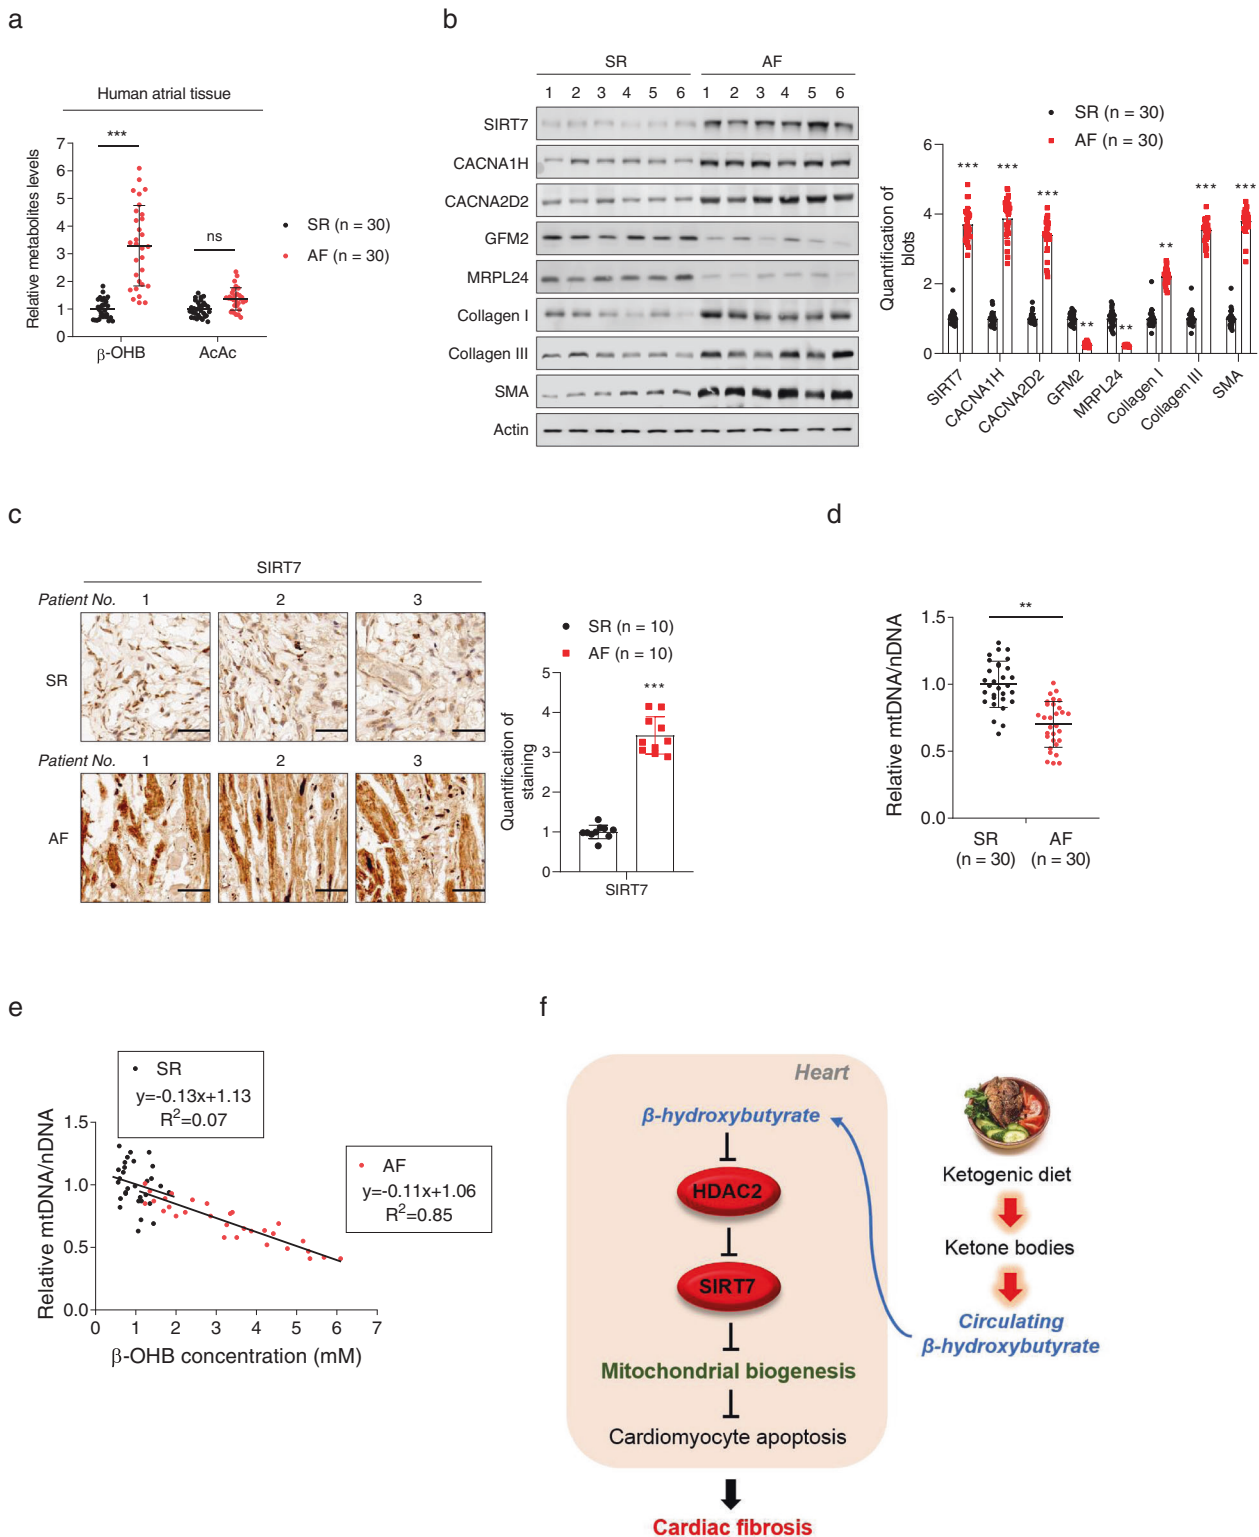 a
Human atrial tissue
Relative metabolites levels
7
6
5
4
3
2
1
0
***
ns
β-OHB
AcAc
SR (n = 30)
AF (n = 30)
b
SR
AF
1 2 3 4 5 6 1 2 3 4 5 6
SIRT7
CACNA1H
CACNA2D2
GFM2
MRPL24
Collagen I
Collagen III
SMA
Actin
SR (n = 30)
AF (n = 30)
Quantification of
blots
6
4
2
0
*** *** *** ** ** ** *** ***
SIRT7
CACNA1H
CACNA2D2
GFM2
MRPL24
Collagen I
Collagen III
SMA
c
SIRT7
Patient No. 1 2 3
SR
Patient No. 1 2 3
AF
SR (n = 10)
AF (n = 10)
Quantification of
staining
5
4
3
2
1
0
***
SIRT7
d
Relative mtDNA/nDNA
1.5
1.0
0.5
0.0
**
SR
(n = 30)
AF
(n = 30)
e
SR
y=-0.13x+1.13
R²=0.07
AF
y=-0.11x+1.06
R²=0.85
Relative mtDNA/nDNA
1.5
1.0
0.5
0.0
0 1 2 3 4 5 6 7
β-OHB concentration (mM)
f
Heart
β-hydroxybutyrate
HDAC2
SIRT7
Mitochondrial biogenesis
Cardiomyocyte apoptosis
Cardiac fibrosis
Ketogenic diet
Ketone bodies
Circulating
β-hydroxybutyrate